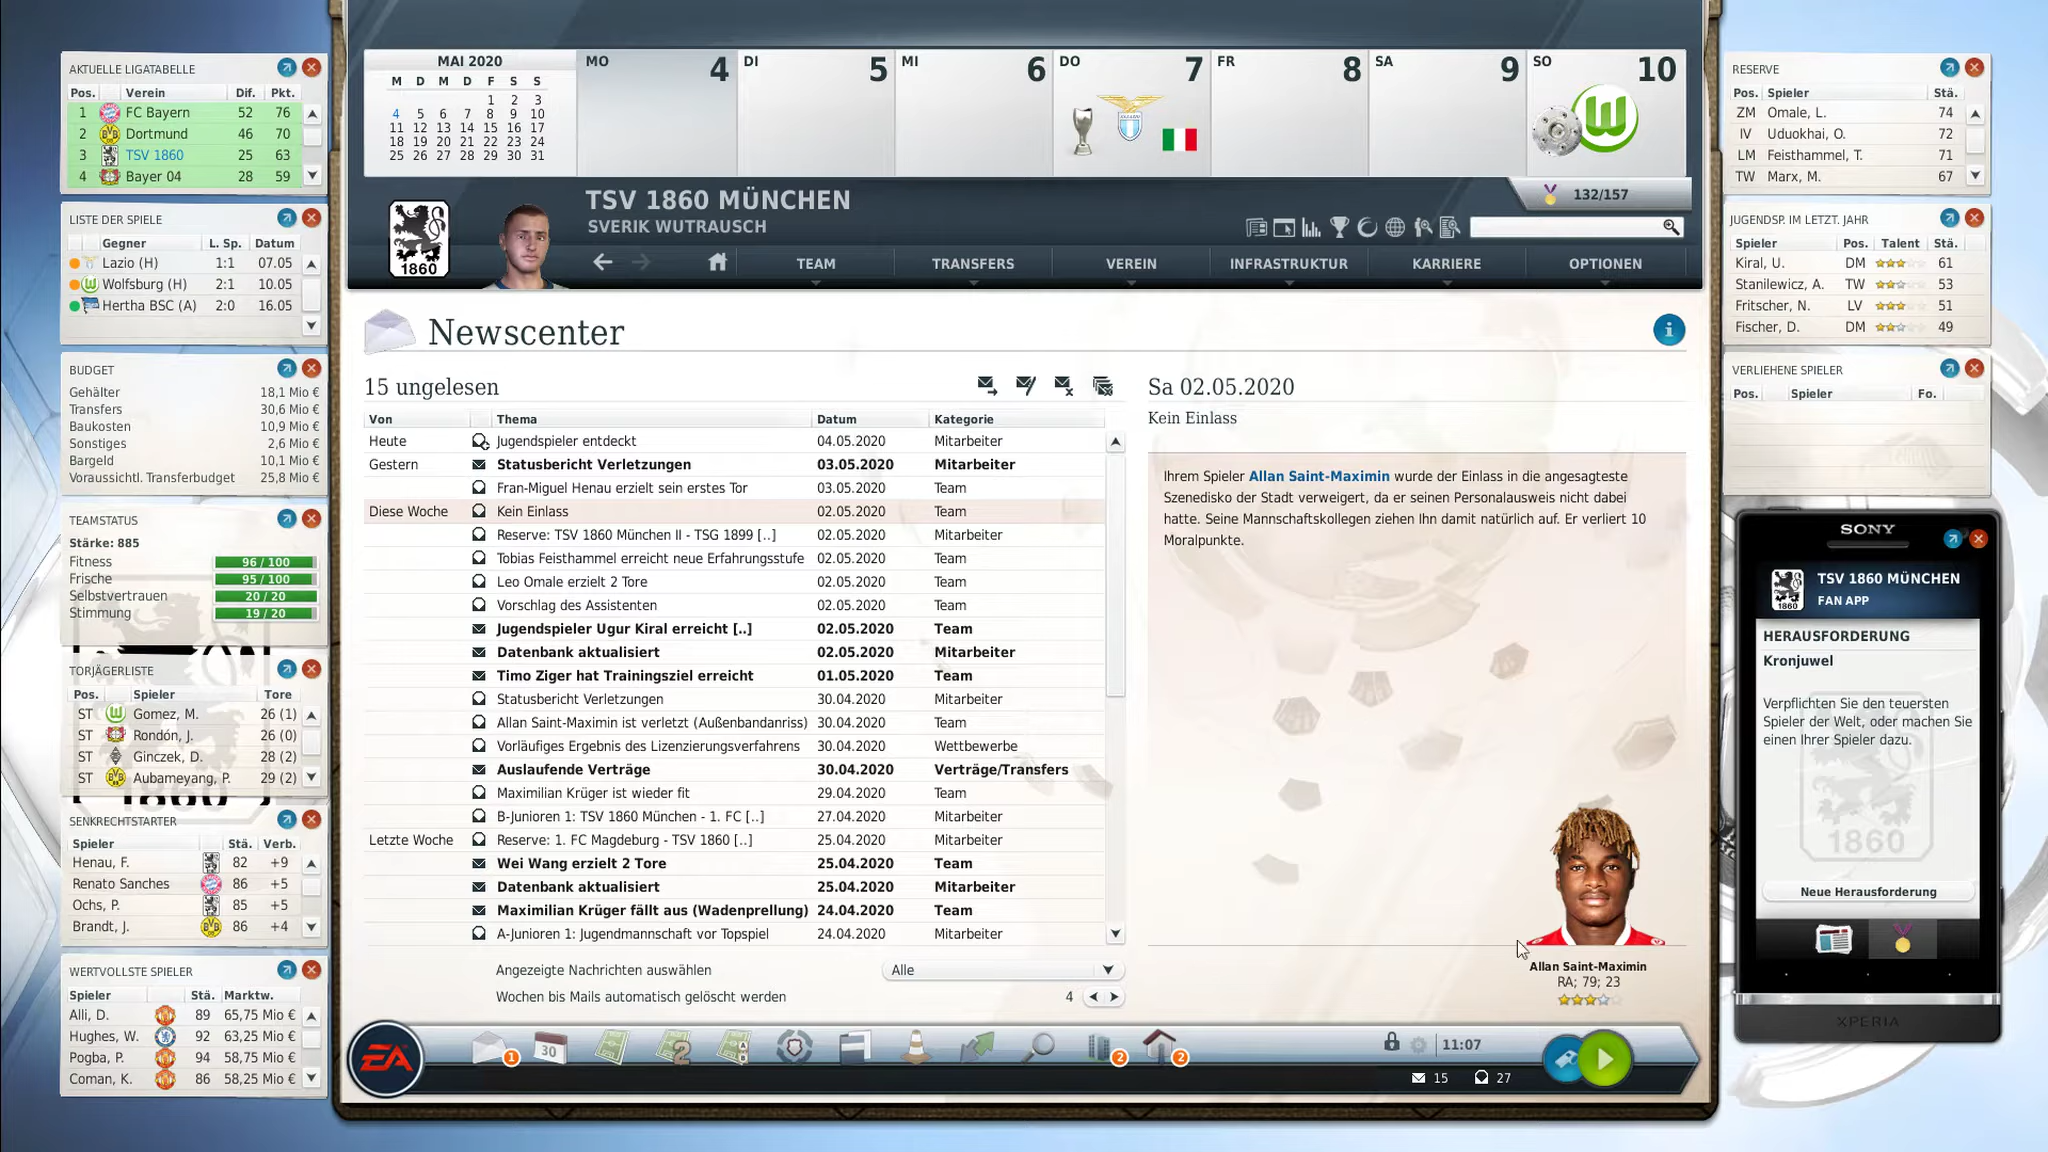 AKTUELLE LIGATABELLE
Pos. Verein Dif. Pkt.
1 FC Bayern 52 76
2 Dortmund 46 70
3 TSV 1860 25 63
4 Bayer 04 28 59
LISTE DER SPIELE
Gegner L. Sp. Datum
Lazio (H) 1:1 07.05
Wolfsburg (H) 2:1 10.05
Hertha BSC (A) 2:0 16.05
BUDGET
Gehälter 18,1 Mio €
Transfers 30,6 Mio €
Baukosten 10,9 Mio €
Sonstiges 2,6 Mio €
Bargeld 10,1 Mio €
Voraussichtl. Transferbudget 25,8 Mio €
TEAMSTATUS
Stärke: 885
Fitness 96 / 100
Frische 95 / 100
Selbstvertrauen 20 / 20
Stimmung 19 / 20
TORJÄGERLISTE
Pos. Spieler Tore
ST Gomez, M. 26 (1)
ST Rondón, J. 26 (0)
ST Ginczek, D. 28 (2)
ST Aubameyang, P. 29 (2)
SENKRECHTSTARTER
Spieler Stä. Verb.
Henau, F. 82 +9
Renato Sanches 86 +5
Ochs, P. 85 +5
Brandt, J. 86 +4
WERTVOLLSTE SPIELER
Spieler Stä. Marktw.
Alli, D. 89 65,75 Mio €
Hughes, W. 92 63,25 Mio €
Pogba, P. 94 58,75 Mio €
Coman, K. 86 58,25 Mio €
MAI 2020
M D M D F S S
1 2 3
4 5 6 7 8 9 10
11 12 13 14 15 16 17
18 19 20 21 22 23 24
25 26 27 28 29 30 31
MO 4 DI 5 MI 6 DO 7 FR 8 SA 9 SO 10
TSV 1860 MÜNCHEN
SVERIK WUTRAUSCH
1860
132/157
TEAM TRANSFERS VEREIN INFRASTRUKTUR KARRIERE OPTIONEN
Newscenter
15 ungelesen
Von Thema Datum Kategorie
Heute Jugendspieler entdeckt 04.05.2020 Mitarbeiter
Gestern Statusbericht Verletzungen 03.05.2020 Mitarbeiter
Fran-Miguel Henau erzielt sein erstes Tor 03.05.2020 Team
Diese Woche Kein Einlass 02.05.2020 Team
Reserve: TSV 1860 München II - TSG 1899 [..] 02.05.2020 Mitarbeiter
Tobias Feisthammel erreicht neue Erfahrungsstufe 02.05.2020 Team
Leo Omale erzielt 2 Tore 02.05.2020 Team
Vorschlag des Assistenten 02.05.2020 Team
Jugendspieler Ugur Kiral erreicht [..] 02.05.2020 Team
Datenbank aktualisiert 02.05.2020 Mitarbeiter
Timo Ziger hat Trainingsziel erreicht 01.05.2020 Team
Statusbericht Verletzungen 30.04.2020 Mitarbeiter
Allan Saint-Maximin ist verletzt (Außenbandanriss) 30.04.2020 Team
Vorläufiges Ergebnis des Lizenzierungsverfahrens 30.04.2020 Wettbewerbe
Auslaufende Verträge 30.04.2020 Verträge/Transfers
Maximilian Krüger ist wieder fit 29.04.2020 Team
B-Junioren 1: TSV 1860 München - 1. FC [..] 27.04.2020 Mitarbeiter
Letzte Woche Reserve: 1. FC Magdeburg - TSV 1860 [..] 25.04.2020 Mitarbeiter
Wei Wang erzielt 2 Tore 25.04.2020 Team
Datenbank aktualisiert 25.04.2020 Mitarbeiter
Maximilian Krüger fällt aus (Wadenprellung) 24.04.2020 Team
A-Junioren 1: Jugendmannschaft vor Topspiel 24.04.2020 Mitarbeiter
Angezeigte Nachrichten auswählen Alle
Wochen bis Mails automatisch gelöscht werden 4
Sa 02.05.2020
Kein Einlass
Ihrem Spieler Allan Saint-Maximin wurde der Einlass in die angesagteste
Szenedisko der Stadt verweigert, da er seinen Personalausweis nicht dabei
hatte. Seine Mannschaftskollegen ziehen Ihn damit natürlich auf. Er verliert 10
Moralpunkte.
Allan Saint-Maximin
RA; 79; 23
EA
1 30 2 2 2
11:07
15 27
RESERVE
Pos. Spieler Stä.
ZM Omale, L. 74
IV Uduokhai, O. 72
LM Feisthammel, T. 71
TW Marx, M. 67
JUGENDSP. IM LETZT. JAHR
Spieler Pos. Talent Stä.
Kiral, U. DM 61
Stanilewicz, A. TW 53
Fritscher, N. LV 51
Fischer, D. DM 49
VERLIEHENE SPIELER
Pos. Spieler Fo.
SONY
TSV 1860 MÜNCHEN
FAN APP
1860
HERAUSFORDERUNG
Kronjuwel
Verpflichten Sie den teuersten
Spieler der Welt, oder machen Sie
einen Ihrer Spieler dazu.
1860
Neue Herausforderung
XPERIA